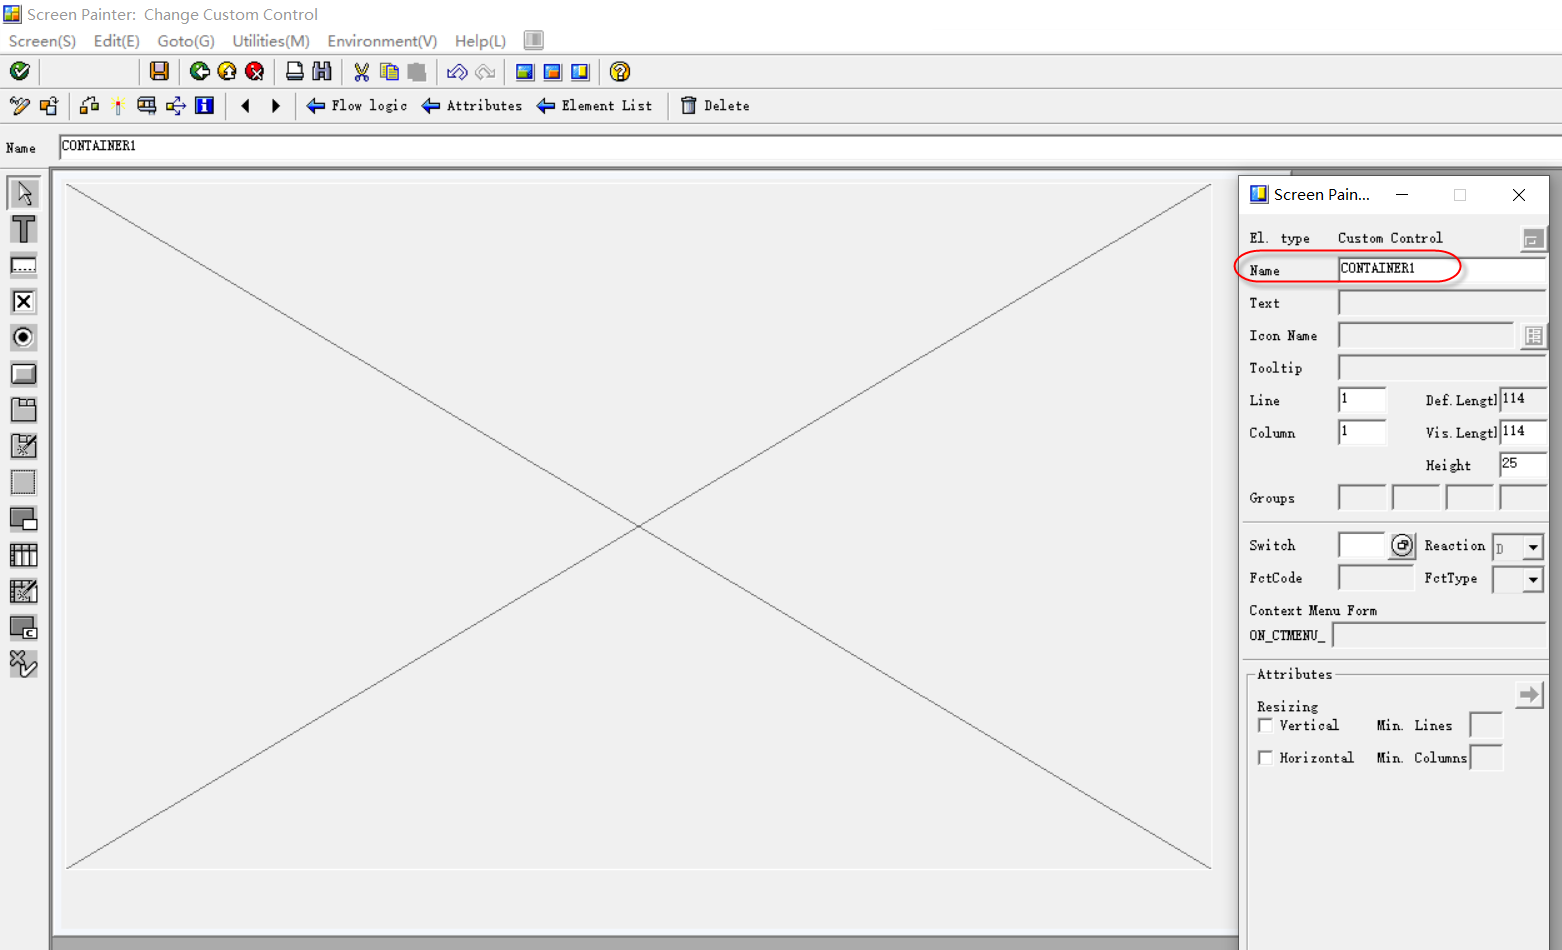 Screen Painter: Change Custom Control
Screen(S) Edit(E) Goto(G) Utilities(M) Environment(V) Help(L)
Flow logic Attributes Element List Delete
Name CONTAINER1
Screen Pain...
El. type Custom Control
Name CONTAINER1
Text
Icon Name
Tooltip
Line 1 Def.Lengtl 114
Column 1 Vis.Lengtl 114
Height 25
Groups
Switch Reaction D
FctCode FctType
Context Menu Form
ON_CTMENU_
Attributes
Resizing
Vertical Min. Lines
Horizontal Min. Columns